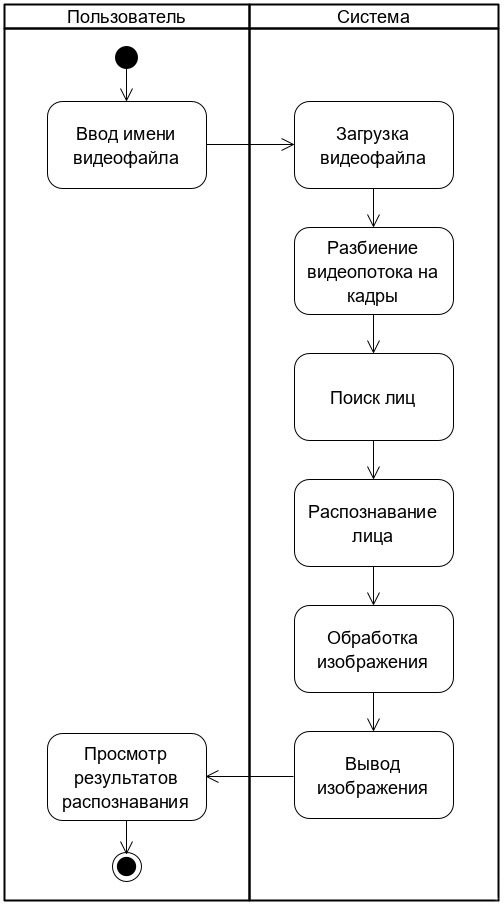 Пользователь
Система
Ввод имени
видеофайла
Загрузка
видеофайла
Разбиение
видеопотока на
кадры
Поиск лиц
Распознавание
лица
Обработка
изображения
Вывод
изображения
Просмотр
результатов
распознавания